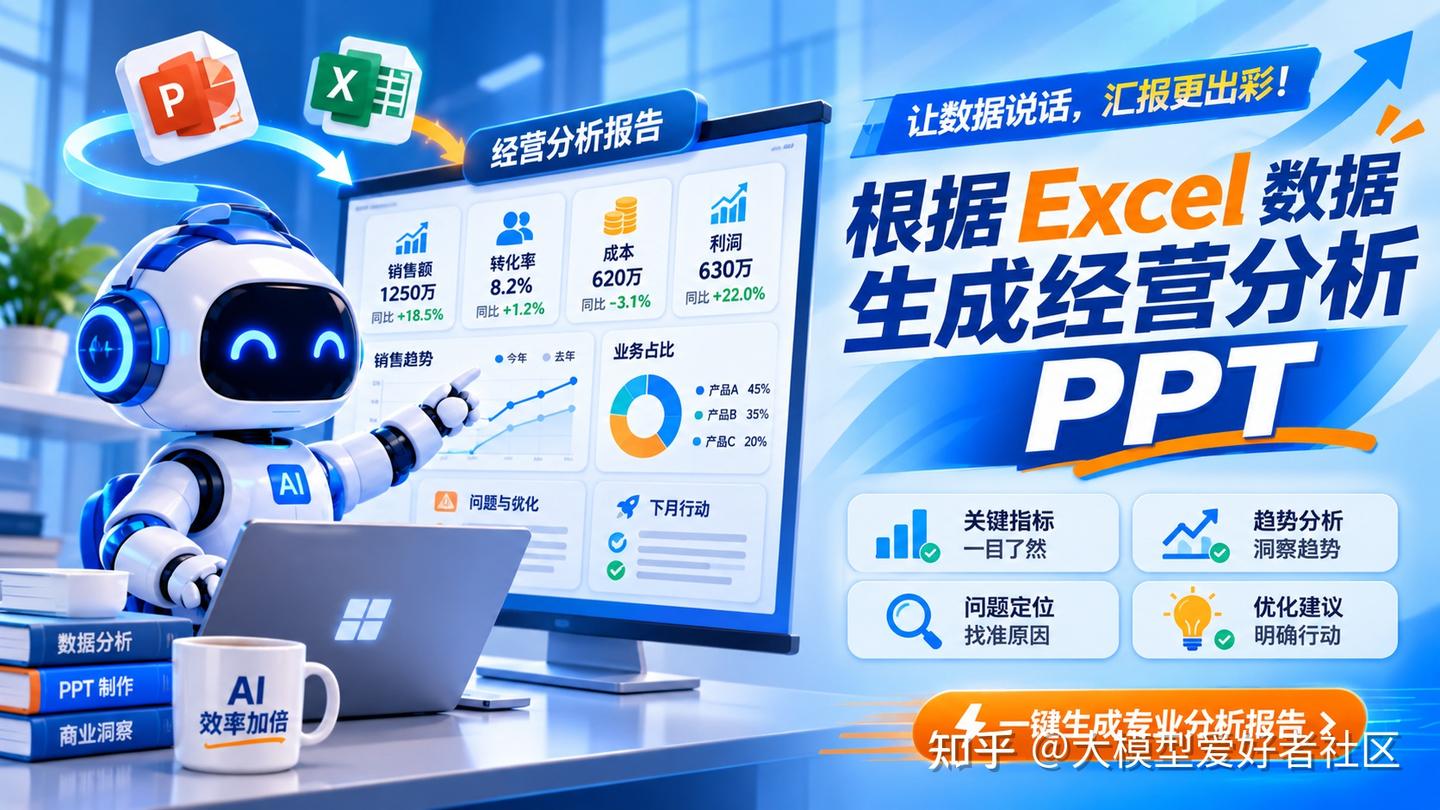 P
X
经营分析报告
销售额
1250万
同比 +18.5%
转化率
8.2%
同比 +1.2%
成本
620万
同比 -3.1%
利润
630万
同比 +22.0%
销售趋势
今年
去年
业务占比
产品A 45%
产品B 35%
产品C 20%
问题与优化
下月行动
AI
数据分析
PPT 制作
商业洞察
AI
效率加倍
让数据说话，汇报更出彩！
根据 Excel 数据
生成经营分析
PPT
关键指标
一目了然
趋势分析
洞察趋势
问题定位
找准原因
优化建议
明确行动
一键生成专业分析报告
知乎 @大模型爱好者社区